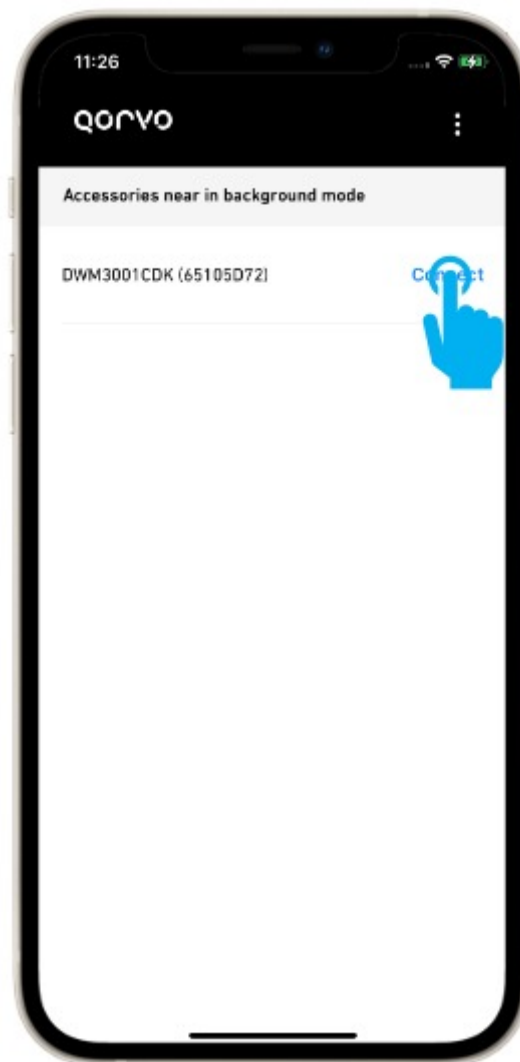 11:26
QORVO
Accessories near in background mode
DWM3001CDK (65105D72)
Connect